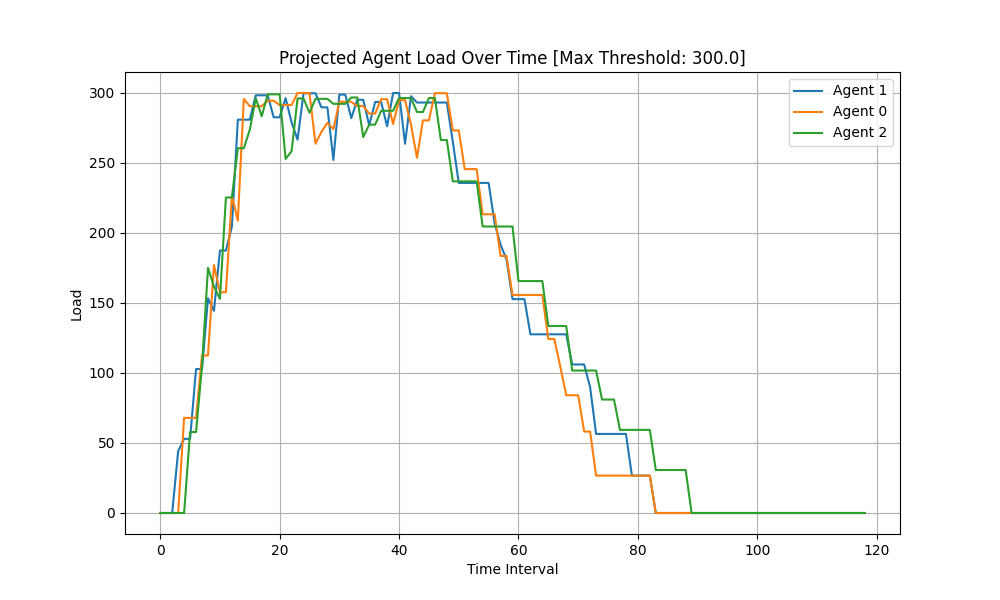 Projected Agent Load Over Time [Max Threshold: 300.0]
Agent 1
Agent 0
Agent 2
Load
300
250
200
150
100
50
0
0 20 40 60 80 100 120
Time Interval